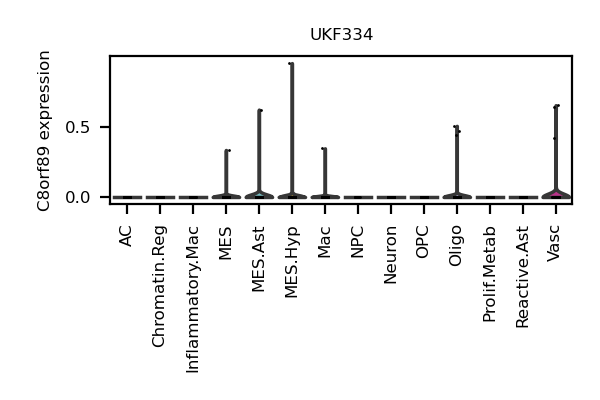 UKF334
C8orf89 expression
0.5
0.0
AC
Chromatin.Reg
Inflammatory.Mac
MES
MES.Ast
MES.Hyp
Mac
NPC
Neuron
OPC
Oligo
Prolif.Metab
Reactive.Ast
Vasc